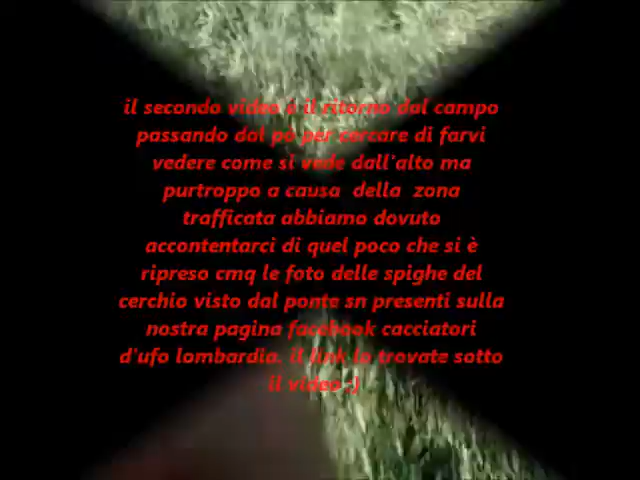 il secondo video è il ritorno dal campo
passando dal pò per cercare di farvi
vedere come si vede dall'alto ma
purtroppo a causa della zona
trafficata abbiamo dovuto
accontentarci di quel poco che si è
ripreso cmq le foto delle spighe del
cerchio visto dal ponte sn presenti sulla
nostra pagina facebook cacciatori
d'ufo lombardia. il link lo trovate sotto
il video ;)